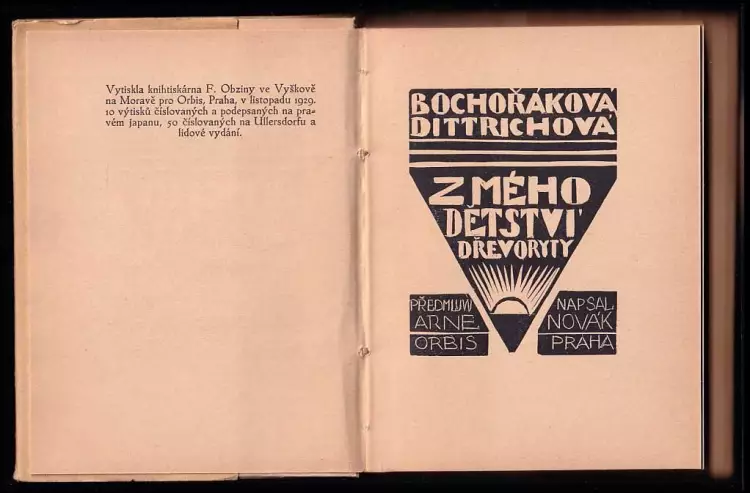 Vytiskla knihtiskárna F. Obziny ve Vyškově
na Moravě pro Orbis, Praha, v listopadu 1929.
10 výtisků číslovaných a podepsaných na pra-
vém japanu, 50 číslovaných na Ullersdorfu a
lidové vydání.
BOCHOŘÁKOVÁ
DITTRICHOVÁ
Z MÉHO
DĚTSTVÍ
DŘEVORYTY
PŘEDMLUVU NAPSAL
ARNE NOVÁK
ORBIS PRAHA